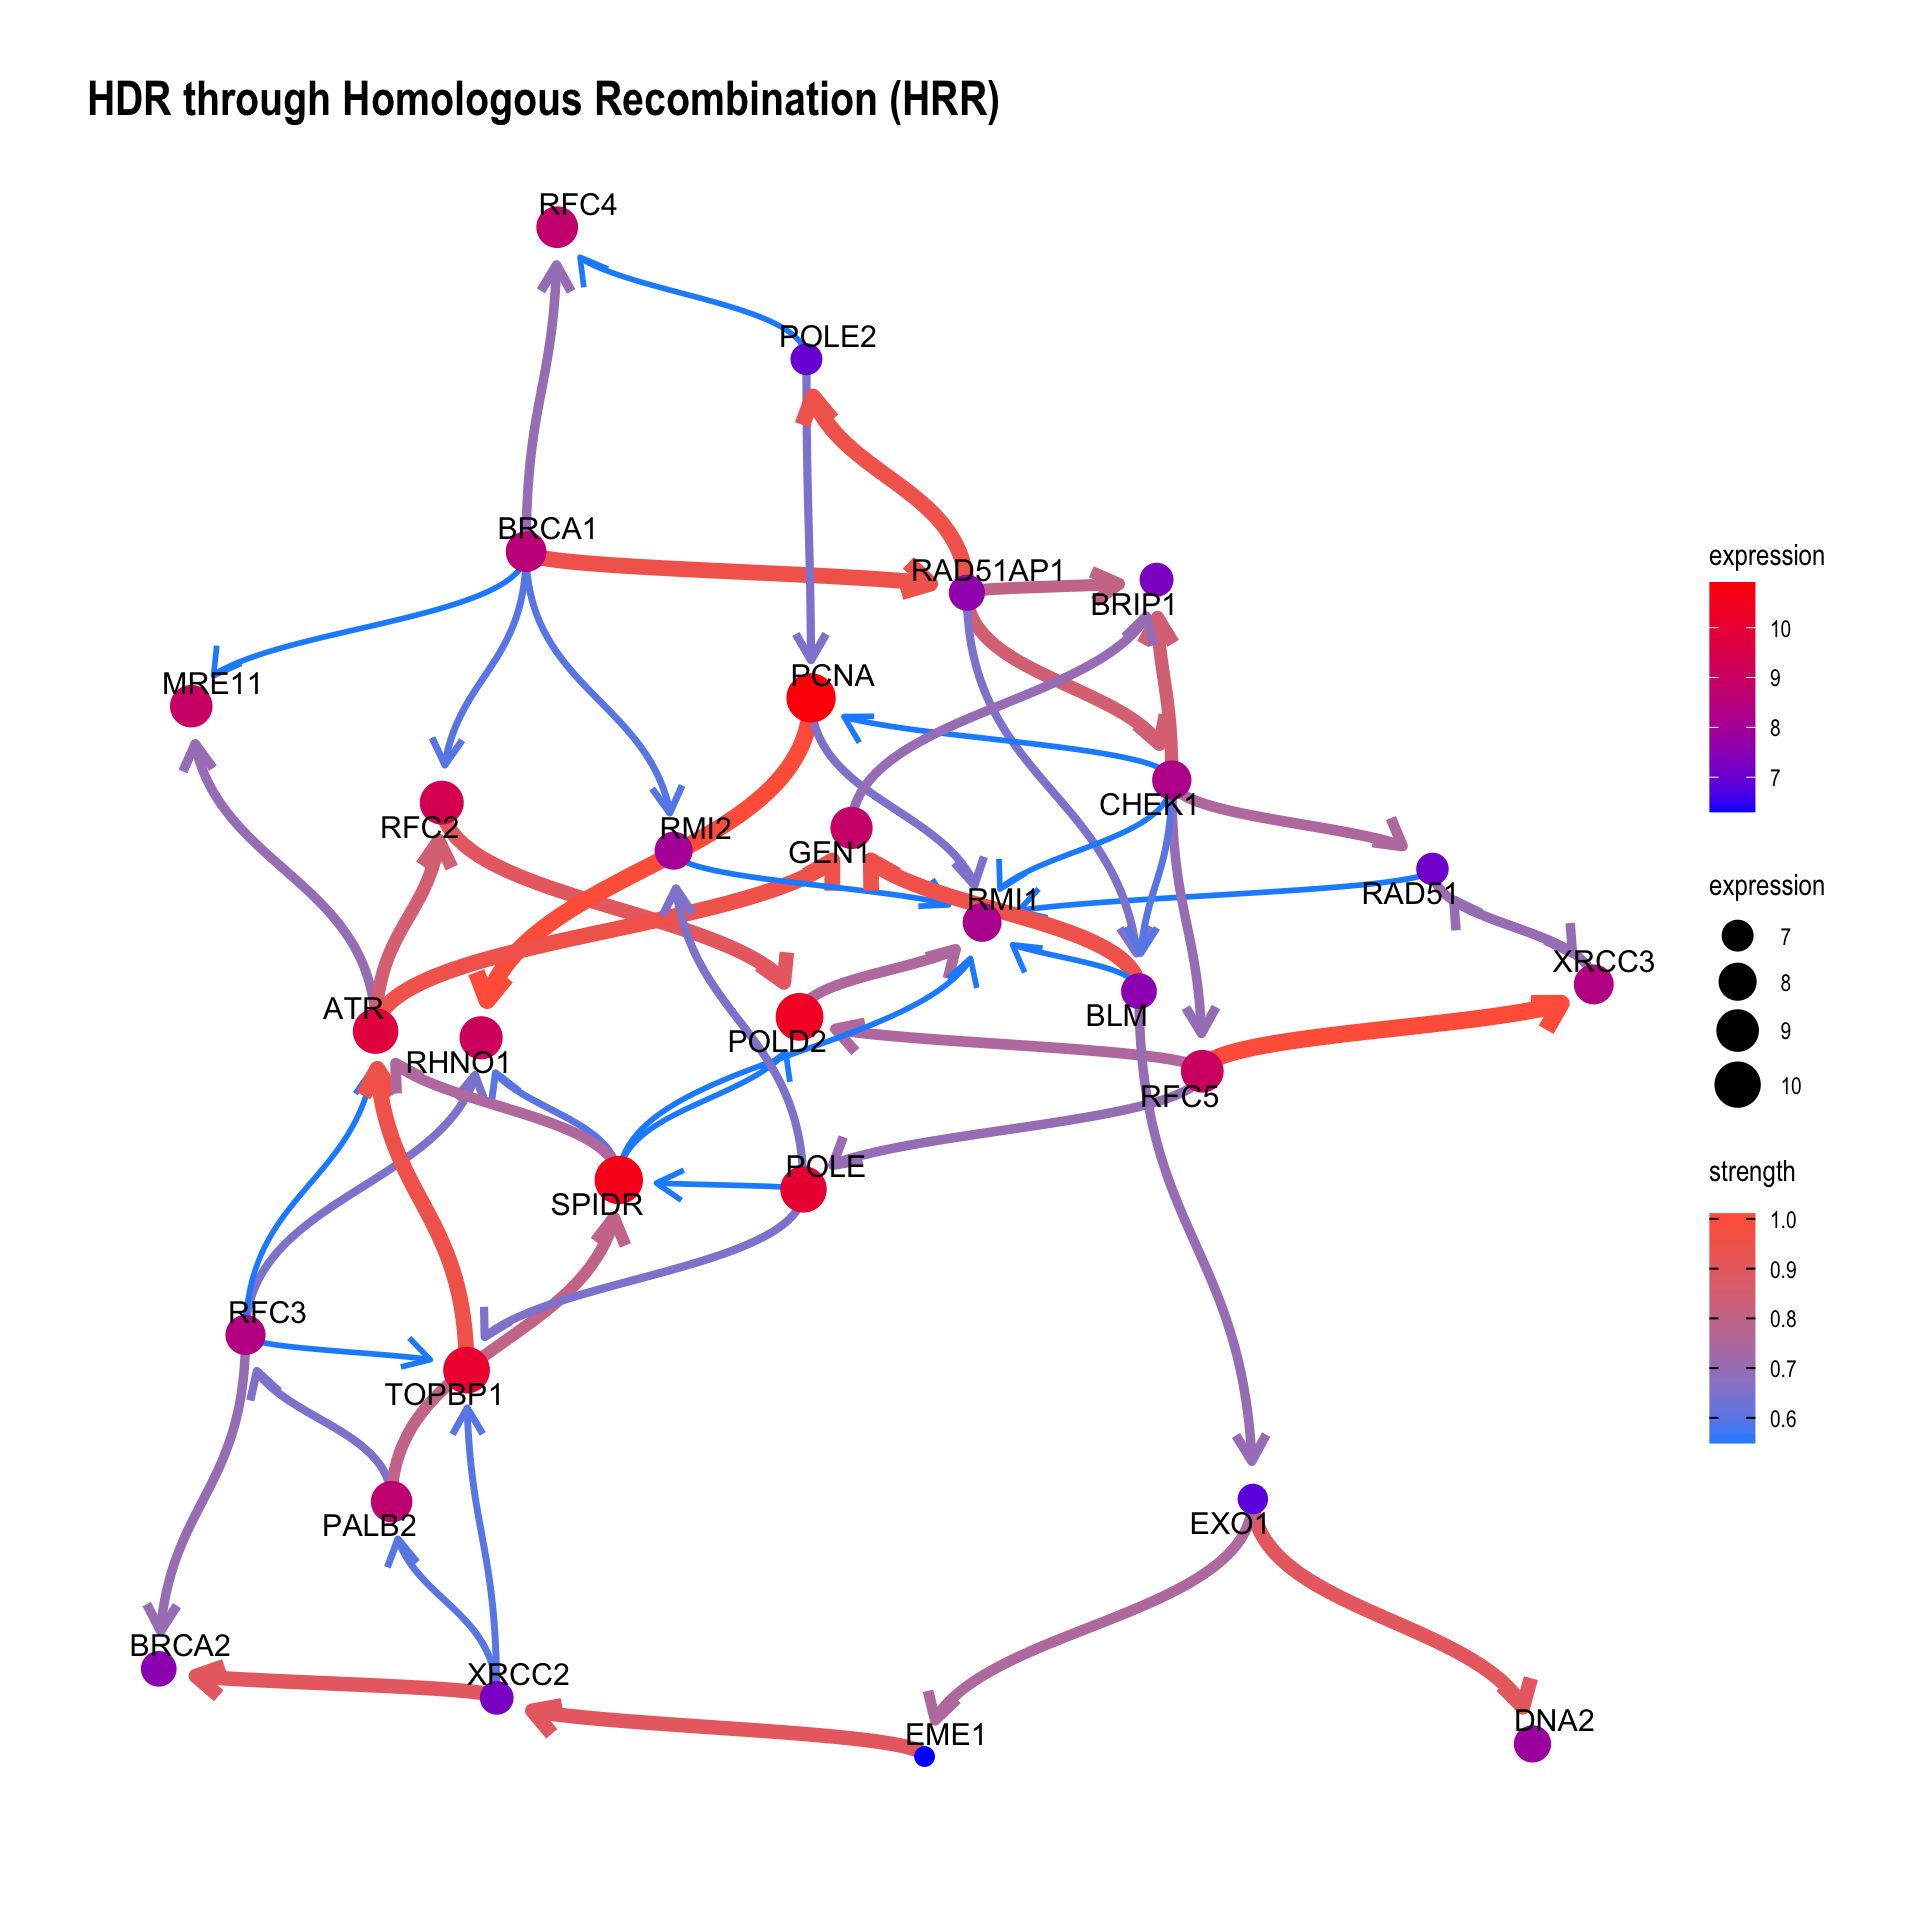 HDR through Homologous Recombination (HRR)
RFC4
POLE2
BRCA1
RAD51AP1
BRIP1
MRE11
PCNA
CHEK1
RFC2
RMI2
GEN1
RMI1
RAD51
XRCC3
ATR
RHNO1
POLD2
BLM
RFC5
SPIDR
POLE
RFC3
TOPBP1
PALB2
EXO1
BRCA2
XRCC2
EME1
DNA2
expression
10
9
8
7
expression
7
8
9
10
strength
1.0
0.9
0.8
0.7
0.6